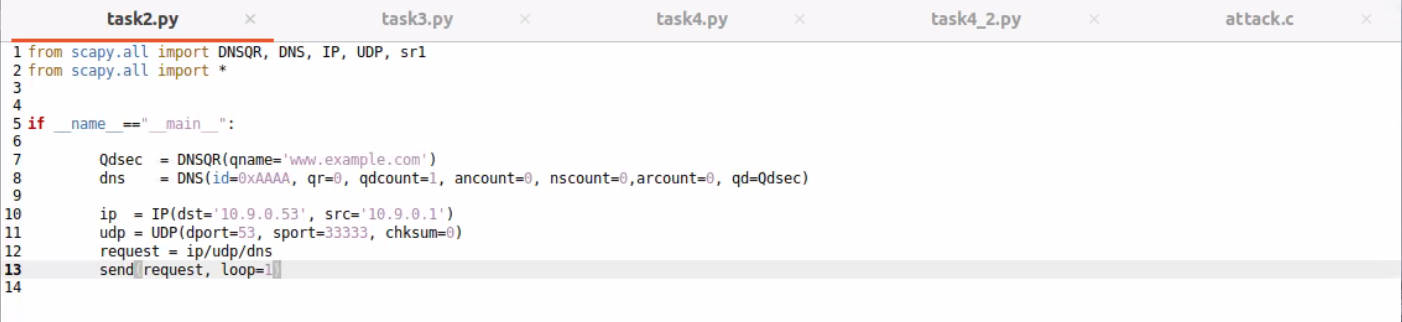 task2.py × task3.py × task4.py × task4_2.py × attack.c ×
1 from scapy.all import DNSQR, DNS, IP, UDP, sr1
2 from scapy.all import *
3
4
5 if __name__=="__main__":
6
7 Qdsec = DNSQR(qname='www.example.com')
8 dns = DNS(id=0xAAAA, qr=0, qdcount=1, ancount=0, nscount=0,arcount=0, qd=Qdsec)
9
10 ip = IP(dst='10.9.0.53', src='10.9.0.1')
11 udp = UDP(dport=53, sport=33333, chksum=0)
12 request = ip/udp/dns
13 send(request, loop=1)
14